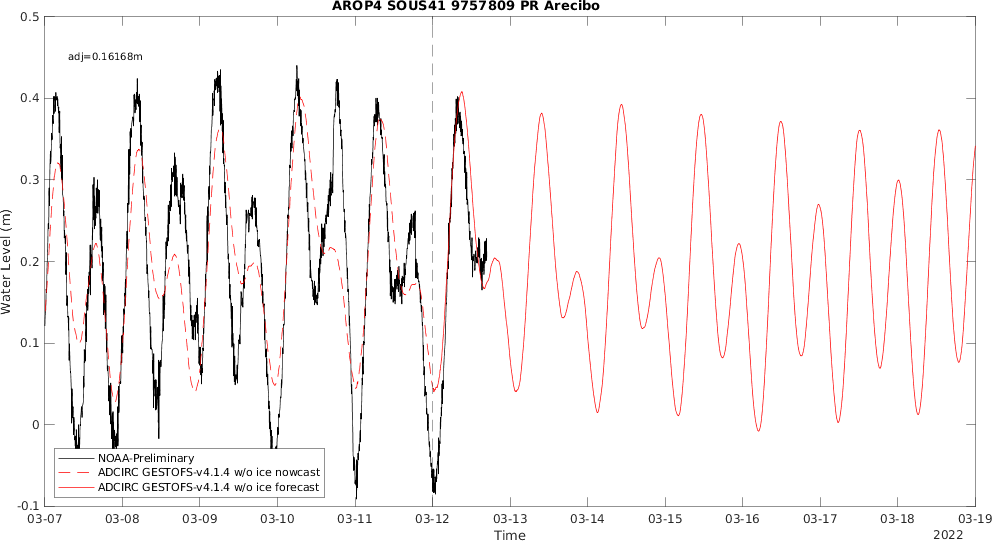 AROP4 SOUS41 9757809 PR Arecibo
0.5
adj=0.16168m
0.4
0.3
Water Level (m)
0.2
0.1
0
NOAA-Preliminary
ADCIRC GESTOFS-v4.1.4 w/o ice nowcast
ADCIRC GESTOFS-v4.1.4 w/o ice forecast
-0.1
03-07 03-08 03-09 03-10 03-11 03-12 03-13 03-14 03-15 03-16 03-17 03-18 03-19
Time
2022